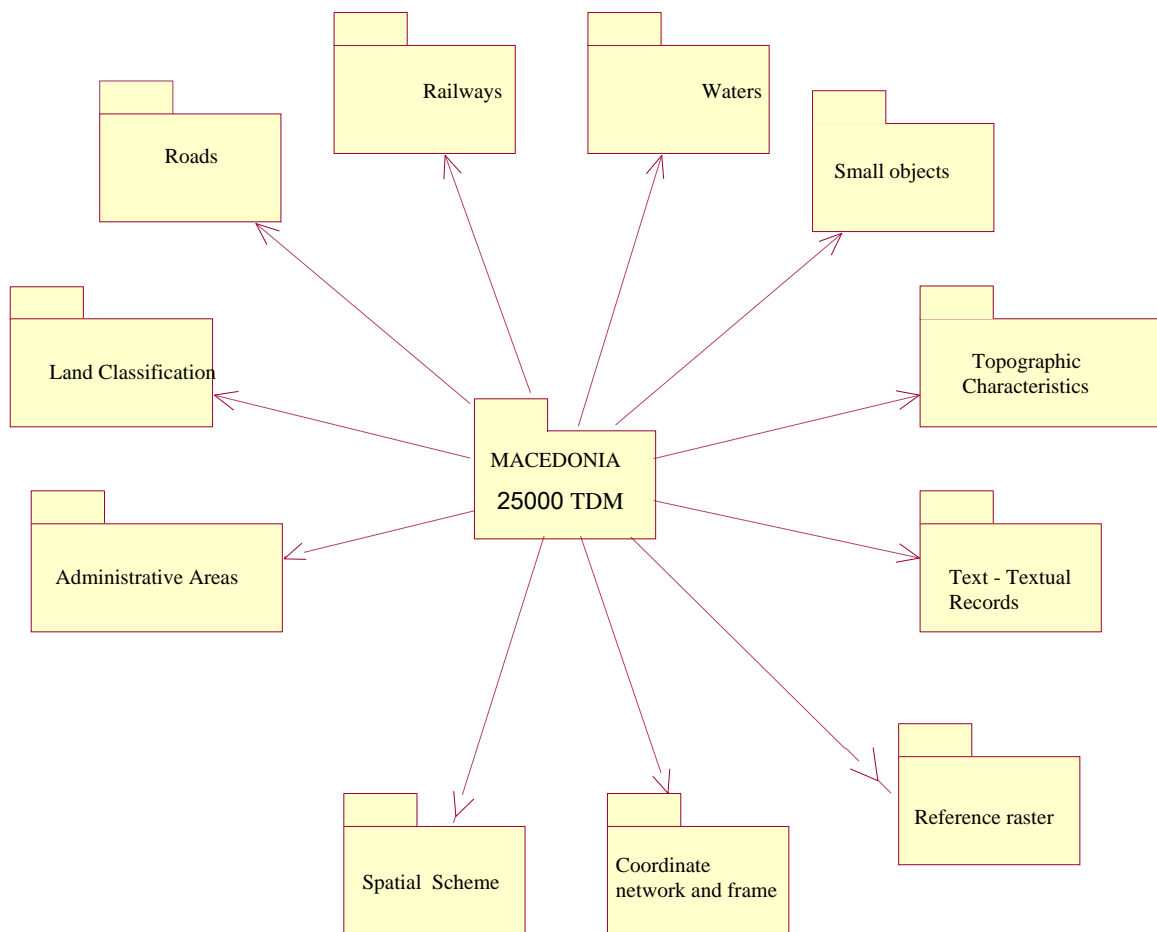 Railways
Waters
Roads
Small objects
Land Classification
Topographic
Characteristics
MACEDONIA
25000 TDM
Administrative Areas
Text - Textual
Records
Reference raster
Spatial Scheme
Coordinate
network and frame